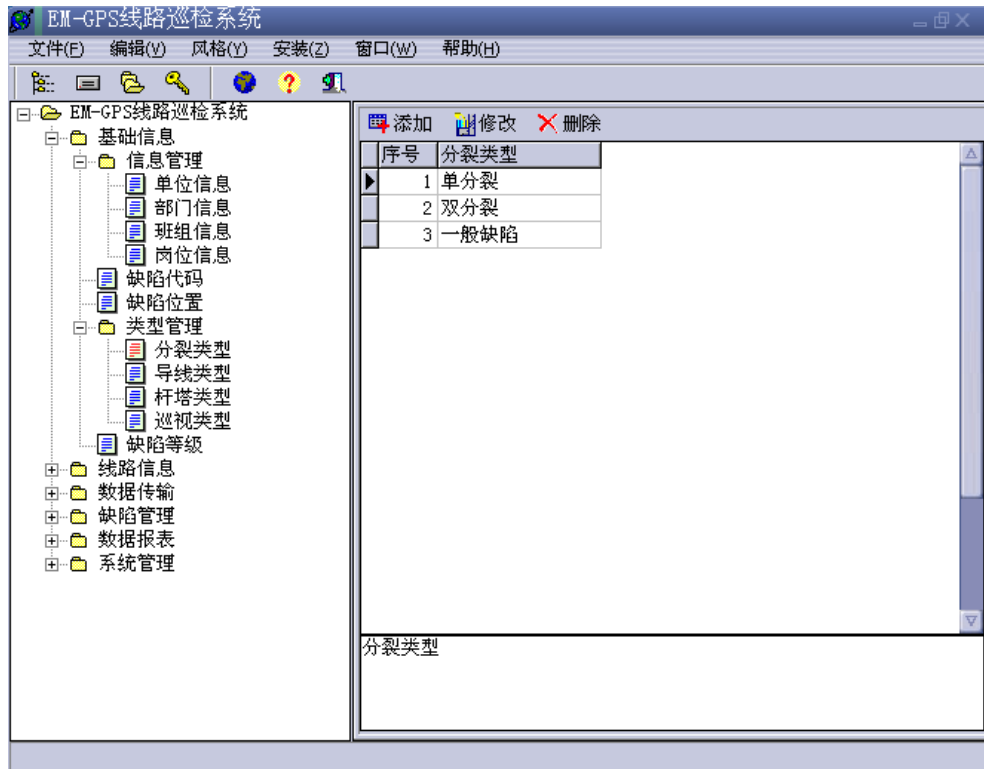 EM-GPS线路巡检系统
文件(F) 编辑(V) 风格(Y) 安装(Z) 窗口(W) 帮助(H)
EM-GPS线路巡检系统
基础信息
信息管理
单位信息
部门信息
班组信息
岗位信息
缺陷代码
缺陷位置
类型管理
分裂类型
导线类型
杆塔类型
巡视类型
缺陷等级
线路信息
数据传输
缺陷管理
数据报表
系统管理
添加 修改 删除
序号 分裂类型
1 单分裂
2 双分裂
3 一般缺陷
分裂类型